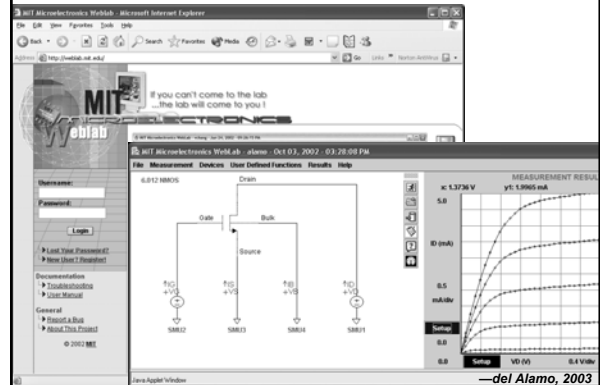 MIT Microelectronics Weblab - Microsoft Internet Explorer
File Edit View Favorites Tools Help
Back Search Favorites Media
Address http://weblab.mit.edu/ Go Links Norton AntiVirus
If you can't come to the lab
...the lab will come to you !
MIT
MICROELECTRONICS
Weblab
Username:
Password:
Login
Lost Your Password?
New User? Register!
Documentation
Troubleshooting
User Manual
General
Report a Bug
About This Project
© 2002 MIT
MIT Microelectronics WebLab - alamo - Oct 03, 2002 - 03:28:08 PM
File Measurement Devices User Defined Functions Results Help
6.012 NMOS
Drain
Gate
Bulk
Source
IG
+VG
IS
+VS
IB
+VB
ID
+VD
SMU2
SMU3
SMU4
SMU1
MEASUREMENT RESUL
x: 1.3736 V y1: 1.9965 mA
5.0
ID (mA)
0.5
mA/div
Setup
0.0
0.0 Setup VD (V) 0.4 V/div
Java Applet Window
—del Alamo, 2003